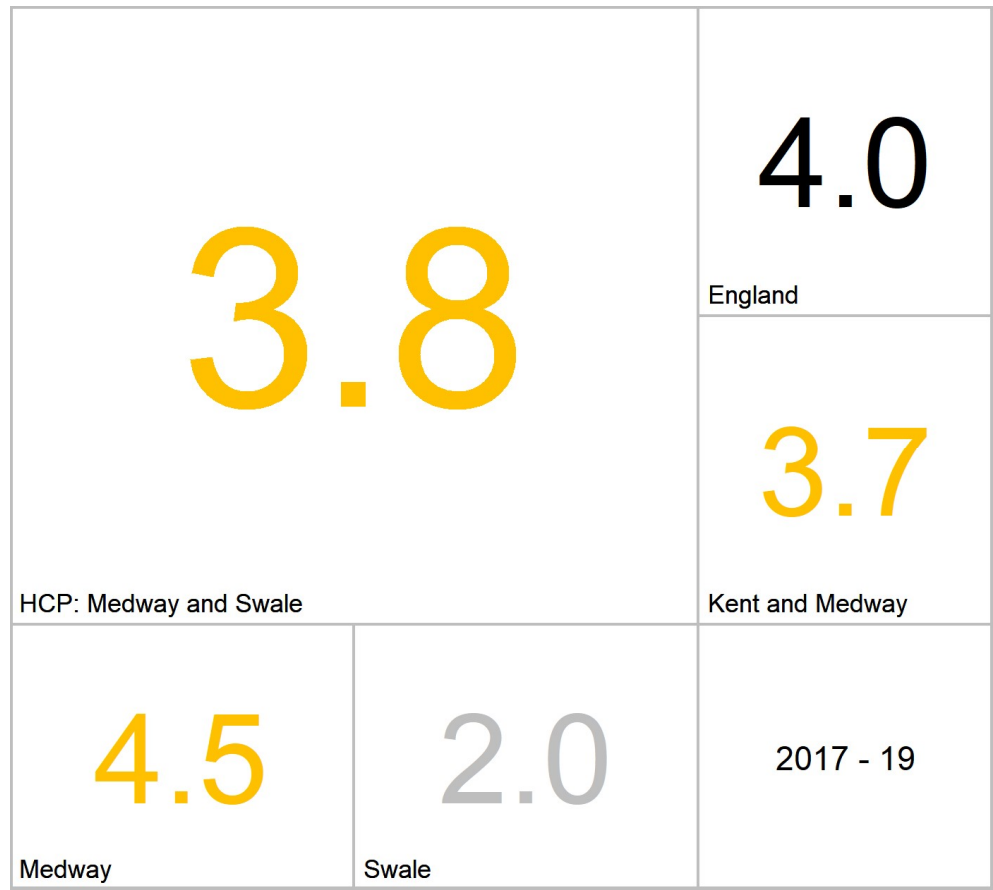 3.8
HCP: Medway and Swale
4.0
England
3.7
Kent and Medway
4.5
Medway
2.0
Swale
2017 - 19